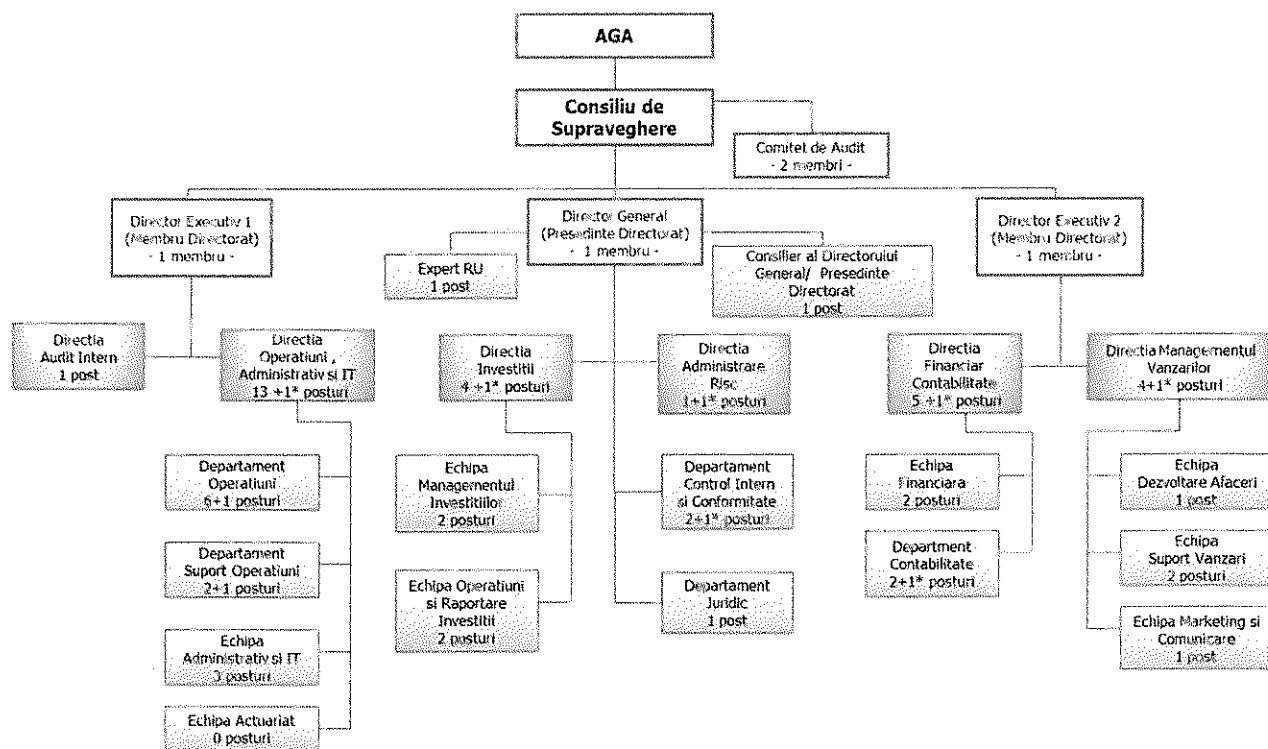 AGA
Consiliu de
Supraveghere
Comitet de Audit
- 2 membri -
Director Executiv 1
(Membru Directorat)
- 1 membru -
Director General
(Presedinte Directorat)
- 1 membru -
Director Executiv 2
(Membru Directorat)
- 1 membru -
Expert RU
1 post
Consilier al Directorului
General/ Presedinte
Directorat
1 post
Directia
Audit Intern
1 post
Directia
Operatiuni ,
Administrativ si IT
13 +1* posturi
Directia
Investitii
4 +1* posturi
Directia
Administrare
Risc
1+1* posturi
Directia
Financiar
Contabilitate
5 +1* posturi
Directia Managementul
Vanzarilor
4+1* posturi
Departament
Operatiuni
6+1 posturi
Echipa
Managementul
Investitiilor
2 posturi
Departament
Control Intern
si Conformitate
2+1* posturi
Echipa
Financiara
2 posturi
Echipa
Dezvoltare Afaceri
1 post
Departament
Suport Operatiuni
2+1 posturi
Echipa Operatiuni
si Raportare
Investitii
2 posturi
Departament
Juridic
1 post
Department
Contabilitate
2+1* posturi
Echipa
Suport Vanzari
2 posturi
Echipa
Administrativ si IT
3 posturi
Echipa Marketing si
Comunicare
1 post
Echipa Actuariat
0 posturi